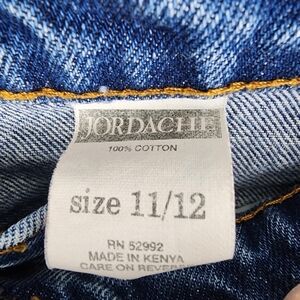 JORDACHE
100% COTTON
size 11/12
RN 52992
MADE IN KENYA
CARE ON REVERSE